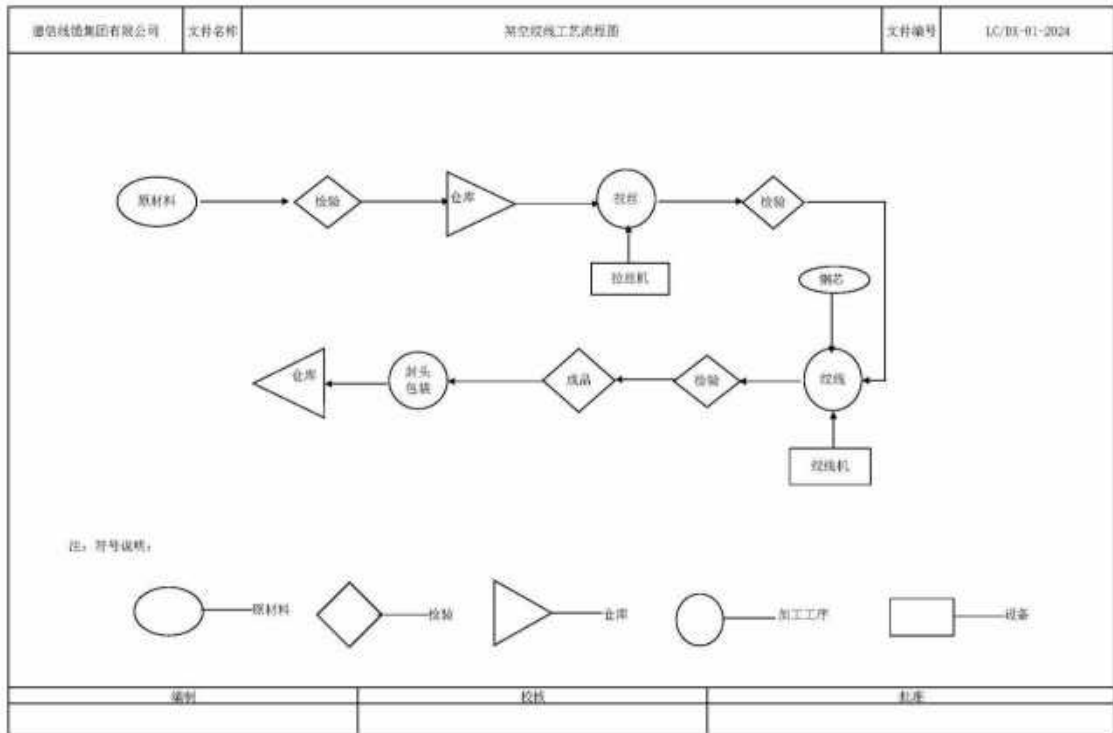 通信线缆集团有限公司
文件名称
架空绞线工艺流程图
文件编号
LC/DX-01-2024
原材料
检验
仓库
拉丝
检验
拉丝机
钢芯
仓库
封头
包装
成品
检验
绞线
绞线机
注:符号说明:
原材料
检验
仓库
加工工序
设备
编制
校核
批准